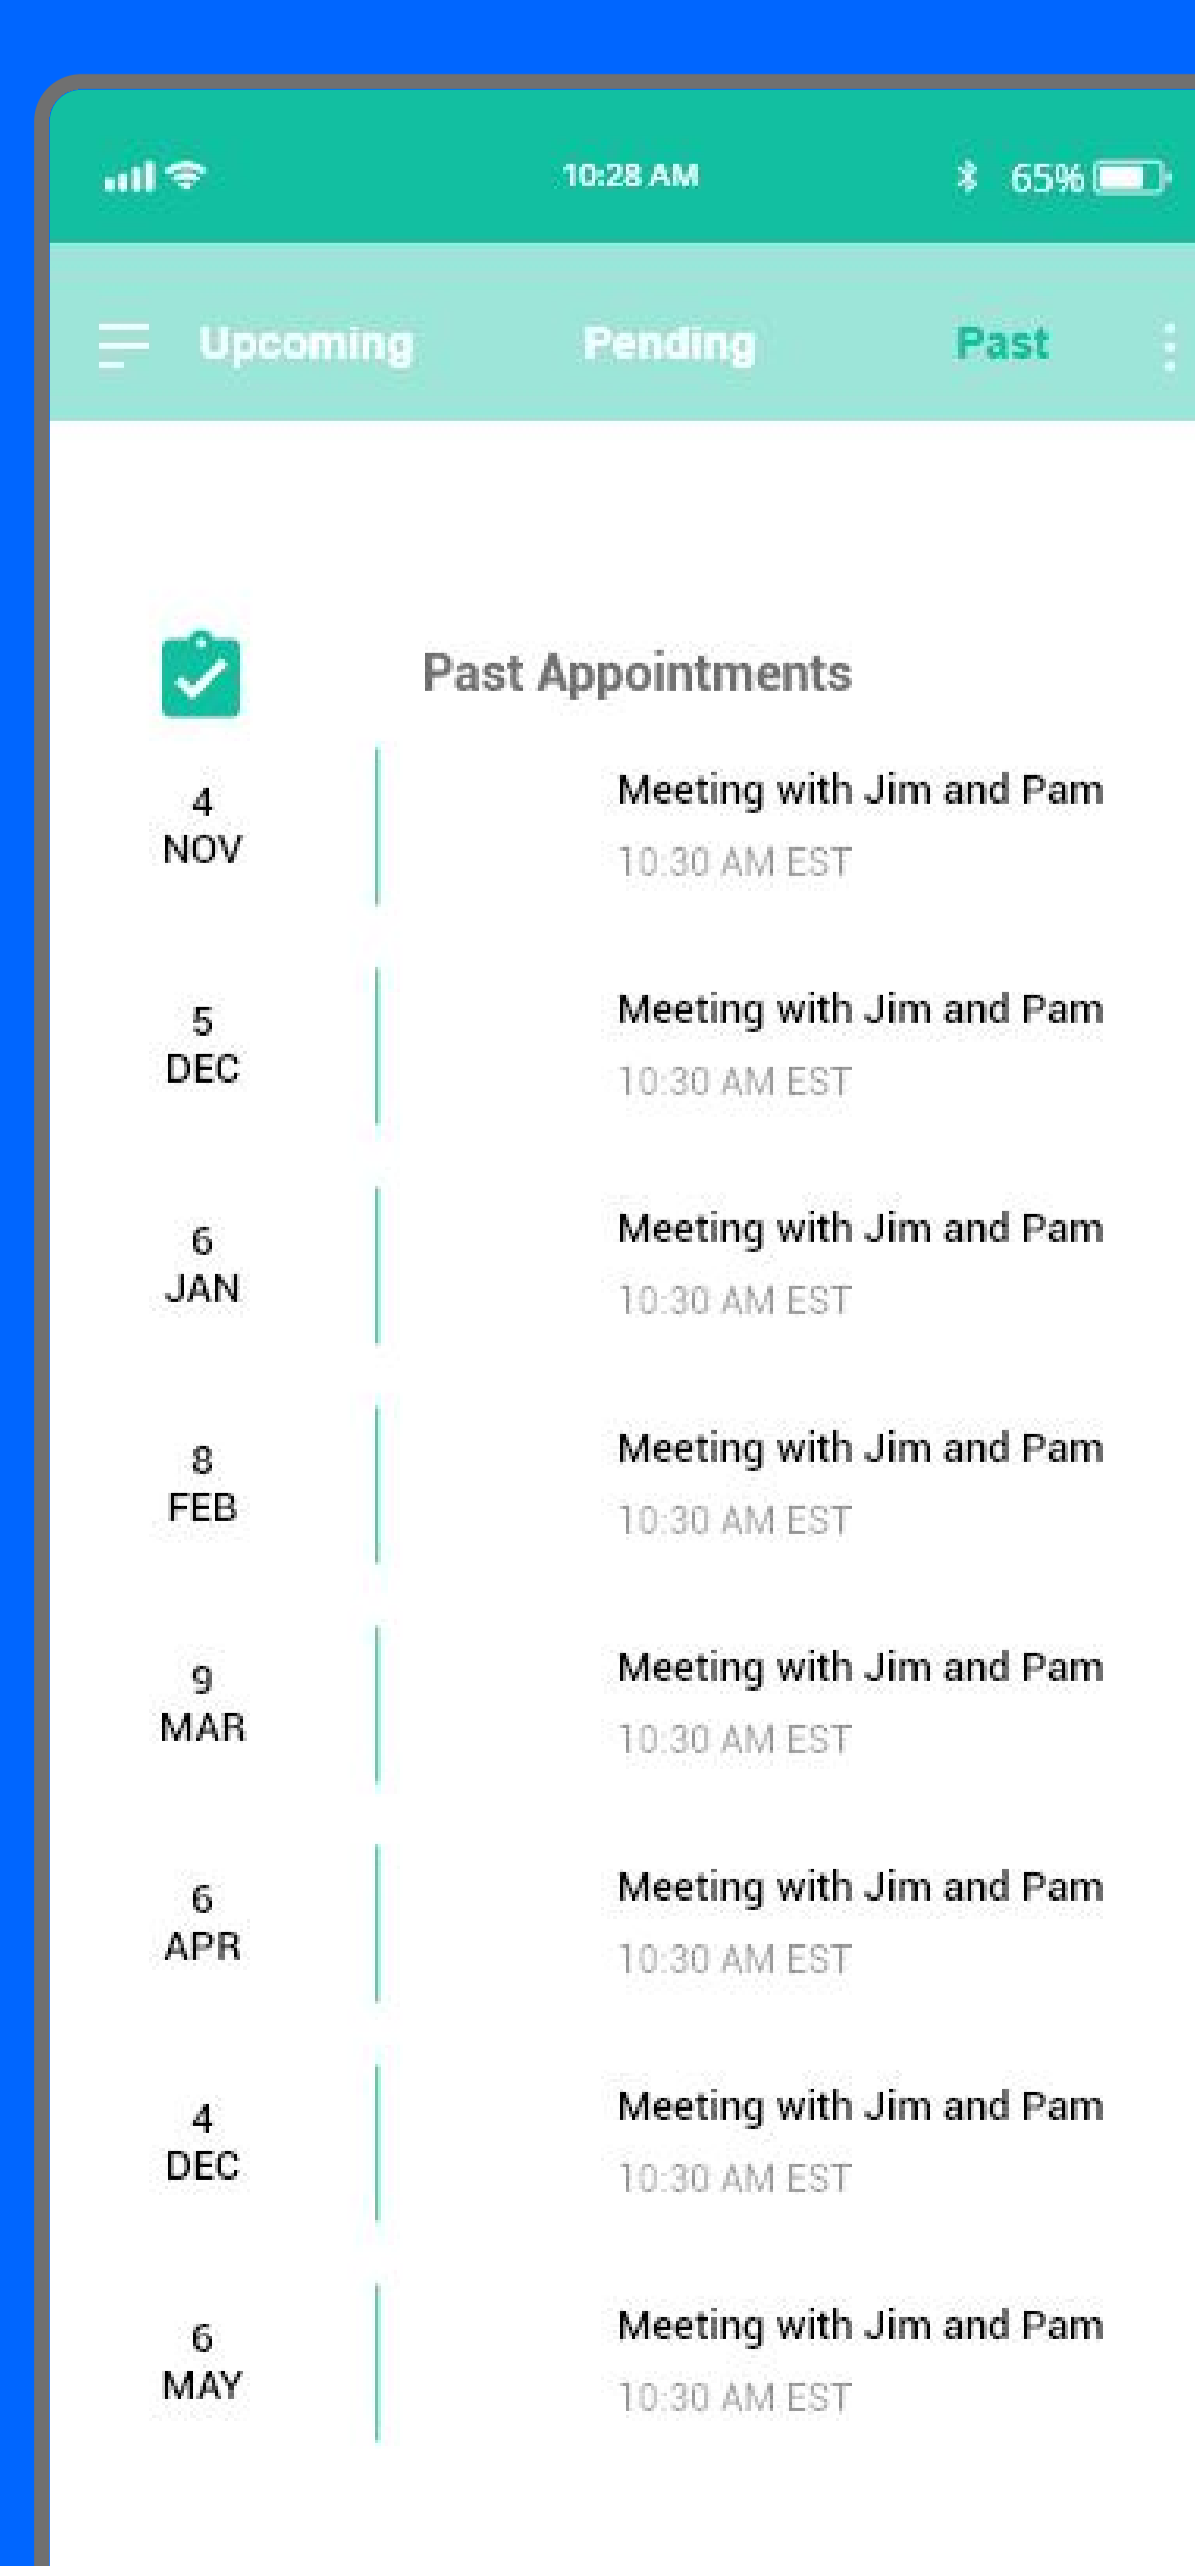 10:28 AM 65%
Upcoming Pending Past
Past Appointments
4
NOV
Meeting with Jim and Pam
10:30 AM EST
5
DEC
Meeting with Jim and Pam
10:30 AM EST
6
JAN
Meeting with Jim and Pam
10:30 AM EST
8
FEB
Meeting with Jim and Pam
10:30 AM EST
9
MAR
Meeting with Jim and Pam
10:30 AM EST
6
APR
Meeting with Jim and Pam
10:30 AM EST
4
DEC
Meeting with Jim and Pam
10:30 AM EST
6
MAY
Meeting with Jim and Pam
10:30 AM EST